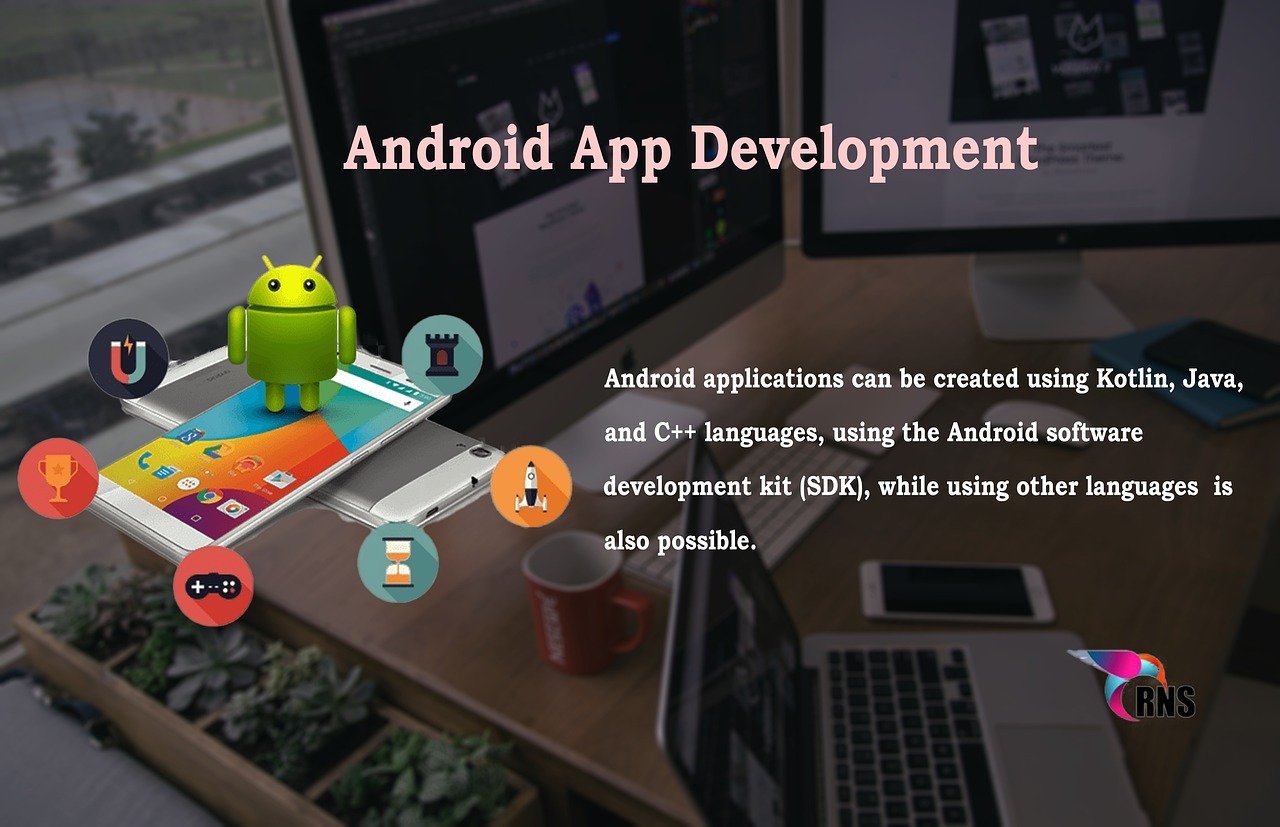 Android App Development
Android applications can be created using Kotlin, Java,
and C++ languages, using the Android software
development kit (SDK), while using other languages  is
also possible.
NESCAFÉ
RNS